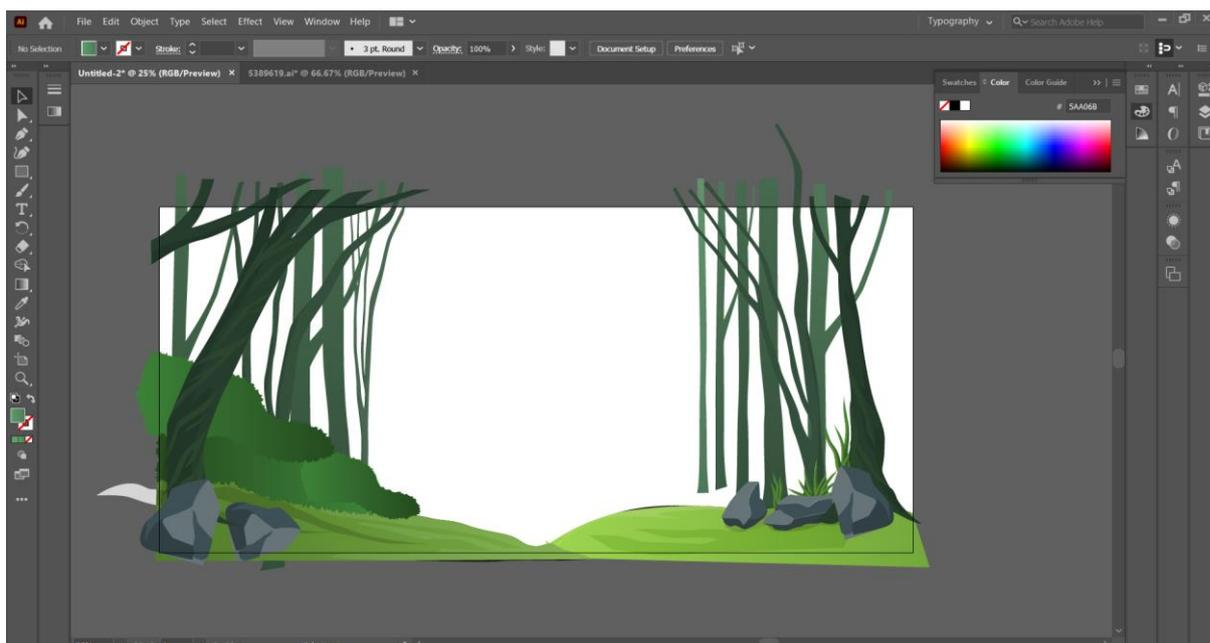 Ai File Edit Object Type Select Effect View Window Help Typography Search Adobe Help
No Selection Stroke: 3 pt. Round Opacity: 100% Style: Document Setup Preferences
Untitled-2* @ 25% (RGB/Preview) × 5389619.ai* @ 66.67% (RGB/Preview) ×
Swatches Color Color Guide
# 5AA06B